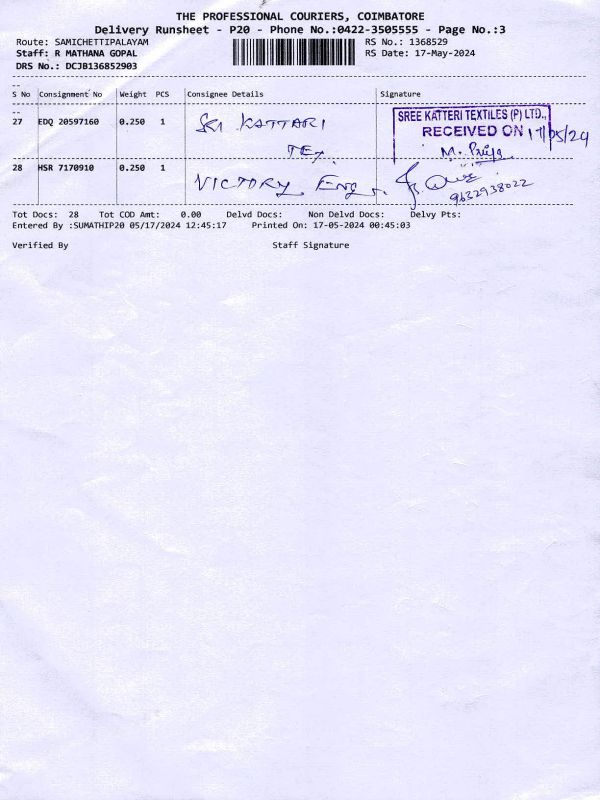 THE PROFESSIONAL COURIERS, COIMBATORE
Delivery Runsheet - P20 - Phone No.:0422-3505555 - Page No.:3
Route: SAMICHETTIPALAYAM RS No.: 1368529
Staff: R MATHANA GOPAL RS Date: 17-May-2024
DRS No.: DCJB136852903
S No Consignment No Weight PCS Consignee Details Signature
27 EDQ 20597160 0.250 1 SRI KATTARI TEX. SREE KATTERI TEXTILES (P) LTD.,
RECEIVED ON 17/05/24
M. Priya
28 HSR 7170910 0.250 1 VICTORY Eng
9632938022
Tot Docs: 28 Tot COD Amt: 0.00 Delvd Docs: Non Delvd Docs: Delvy Pts:
Entered By :SUMATHIP20 05/17/2024 12:45:17 Printed On: 17-05-2024 00:45:03
Verified By Staff Signature